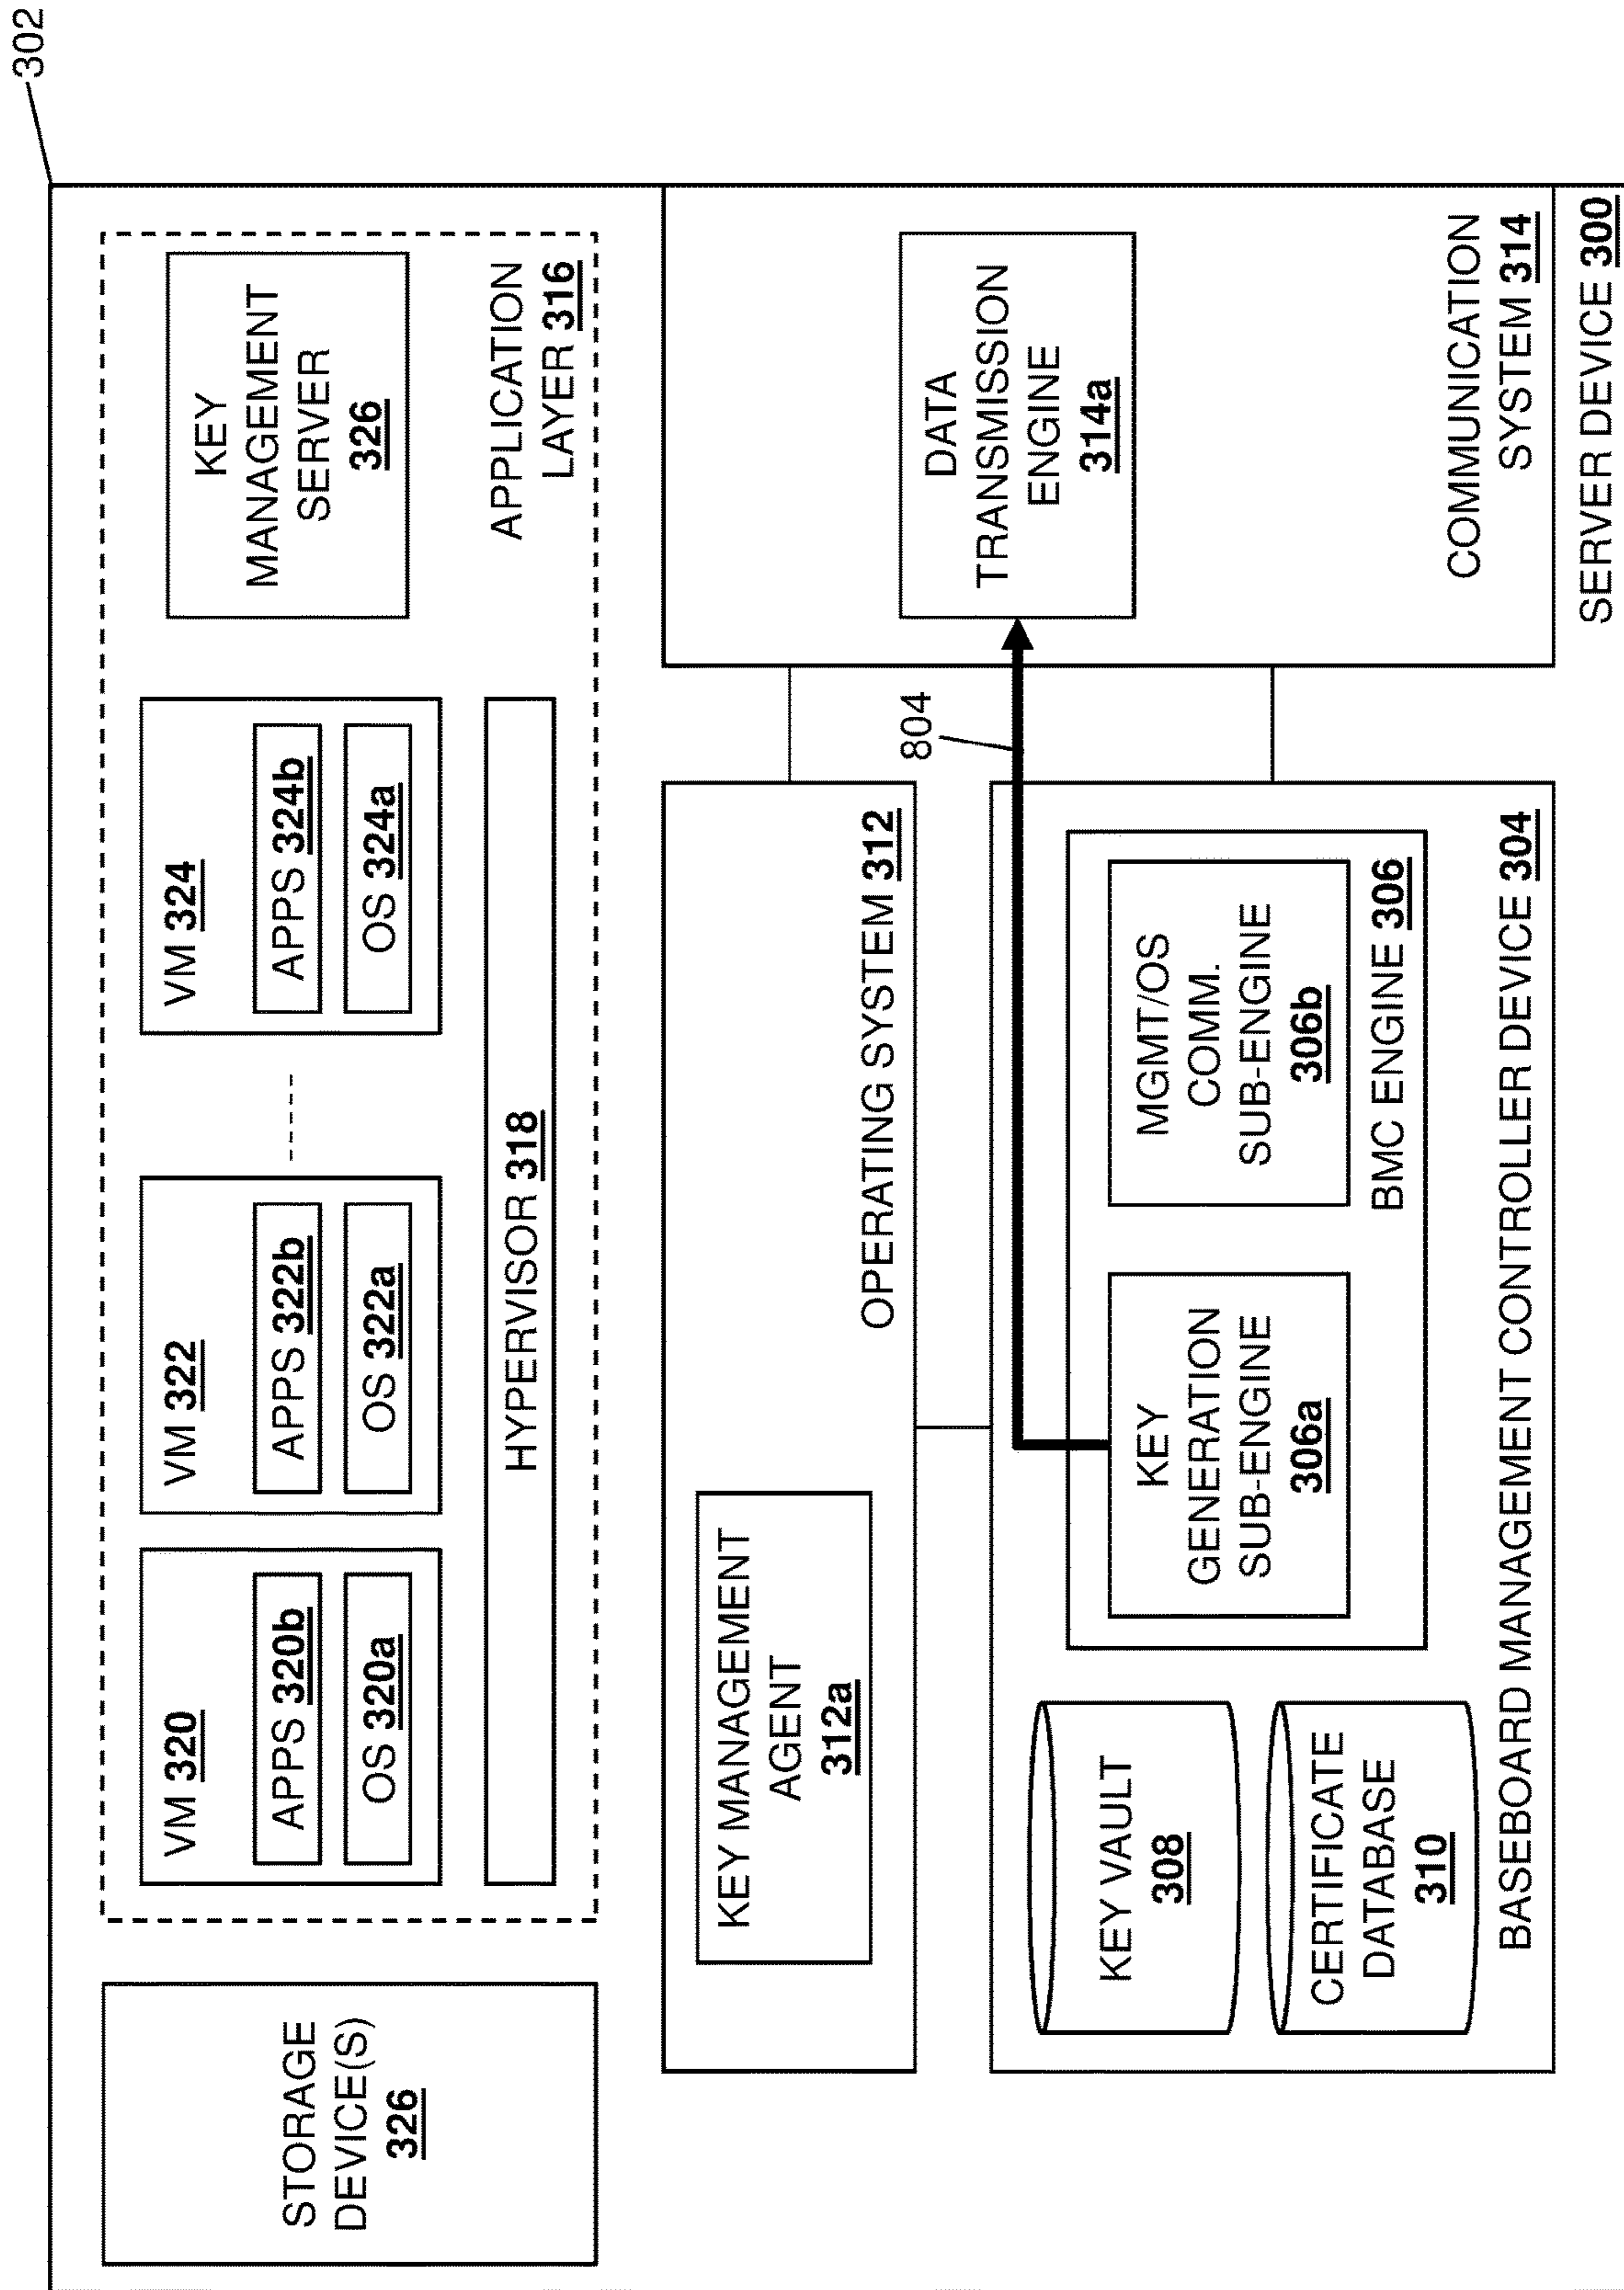 302
STORAGE
DEVICE(S)
326
VM 320
APPS 320b
OS 320a
VM 322
APPS 322b
OS 322a
VM 324
APPS 324b
OS 324a
HYPERVISOR 318
KEY
MANAGEMENT
SERVER
326
APPLICATION
LAYER 316
KEY MANAGEMENT
AGENT
312a
OPERATING SYSTEM 312
804
DATA
TRANSMISSION
ENGINE
314a
COMMUNICATION
SYSTEM 314
KEY VAULT
308
CERTIFICATE
DATABASE
310
KEY
GENERATION
SUB-ENGINE
306a
MGMT/OS
COMM.
SUB-ENGINE
306b
BMC ENGINE 306
BASEBOARD MANAGEMENT CONTROLLER DEVICE 304
SERVER DEVICE 300